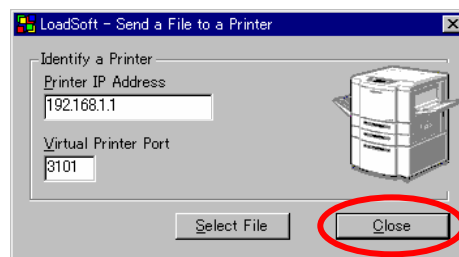 LoadSoft - Send a File to a Printer
Identify a Printer
Printer IP Address
192.168.1.1
Virtual Printer Port
3101
Select File
Close